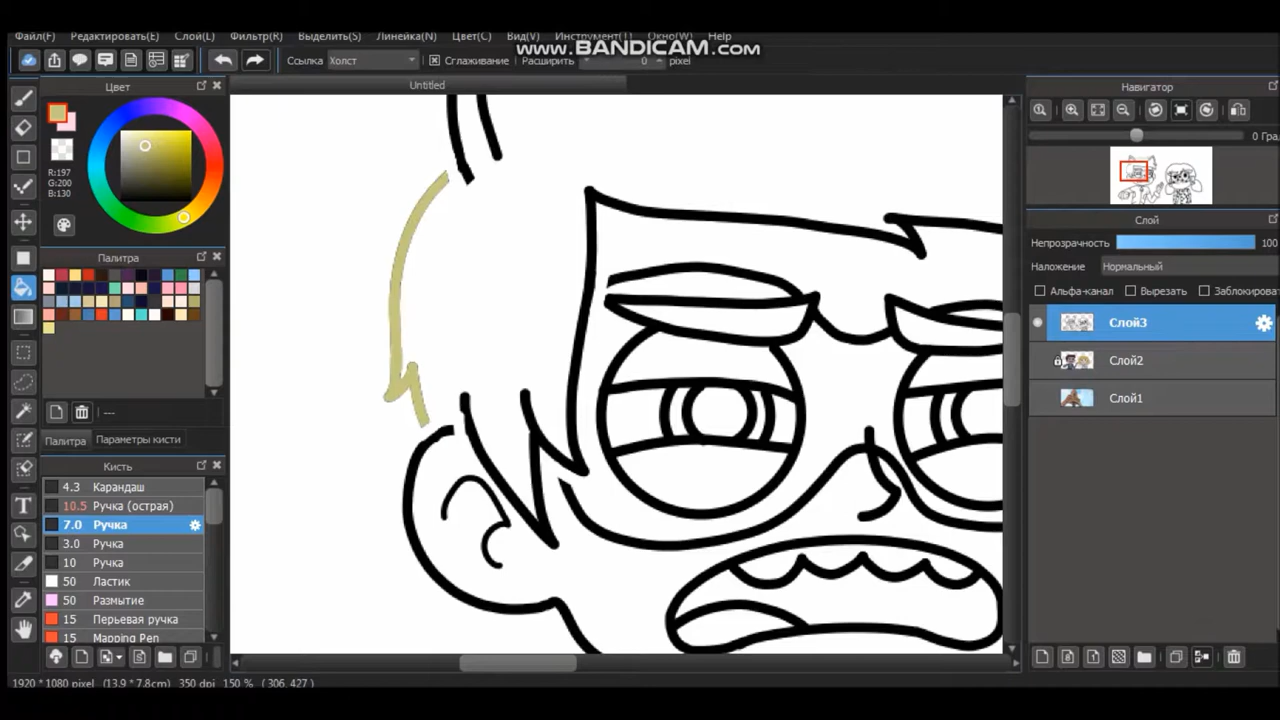 Файл(F) Редактировать(E) Слой(L) Фильтр(R) Выделить(S) Линейка(N) Цвет(C) Вид(V) Инструмент(T) Окно(W) Help
www.BANDICAM.com
Ссылка Холст Сглаживание Расширить 0 pixel
Цвет
Untitled
Навигатор
R:197
G:200
B:130
0 Гра
Слой
Непрозрачность 100
Наложение Нормальный
Альфа-канал Вырезать Заблокироват
Слой3
Слой2
Слой1
Палитра
---
Палитра Параметры кисти
Кисть
4.3 Карандаш
10.5 Ручка (острая)
7.0 Ручка
3.0 Ручка
10 Ручка
50 Ластик
50 Размытие
15 Перьевая ручка
15 Mapping Pen
1920 * 1080 pixel (13.9 * 7.8cm) 350 dpi 150 % ( 306, 427 )